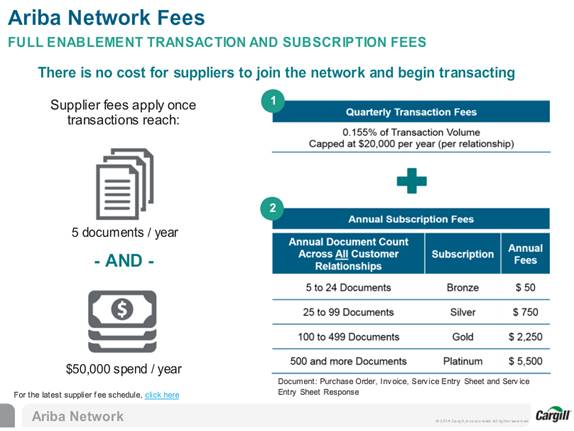 Ariba Network Fees
FULL ENABLEMENT TRANSACTION AND SUBSCRIPTION FEES
There is no cost for suppliers to join the network and begin transacting
Supplier fees apply once
transactions reach:
5 documents / year
- AND -
$
$50,000 spend / year
For the latest supplier fee schedule, click here
1
Quarterly Transaction Fees
0.155% of Transaction Volume
Capped at $20,000 per year (per relationship)
2
Annual Subscription Fees
Annual Document Count
Across All Customer
Relationships
Subscription
Annual
Fees
5 to 24 Documents Bronze $ 50
25 to 99 Documents Silver $ 750
100 to 499 Documents Gold $ 2,250
500 and more Documents Platinum $ 5,500
Document: Purchase Order, Invoice, Service Entry Sheet and Service
Entry Sheet Response
Ariba Network
Cargill, Incorporated. All rights reserved.
Cargill